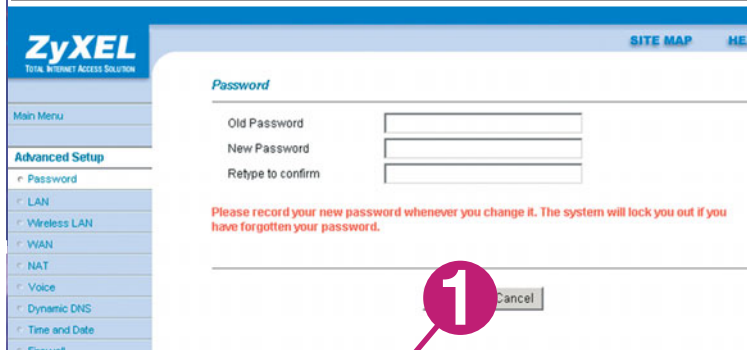 ZyXEL
TOTAL INTERNET ACCESS SOLUTION
SITE MAP
Password
Main Menu
Old Password
New Password
Retype to confirm
Advanced Setup
Password
LAN
Wireless LAN
WAN
NAT
Voice
Dynamic DNS
Time and Date
Please record your new password whenever you change it. The system will lock you out if you
have forgotten your password.
1
Cancel